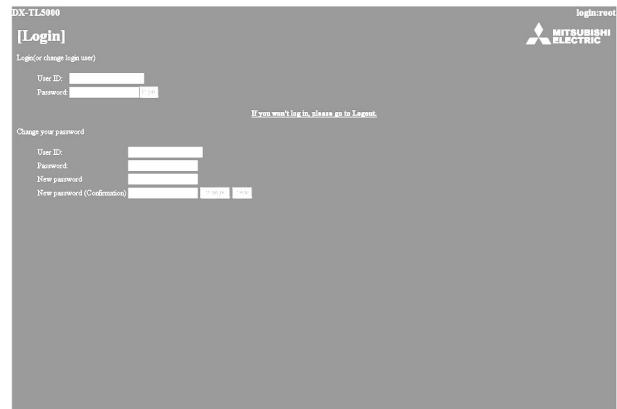 DX-TL5000
login:root
[Login]
MITSUBISHI
ELECTRIC
Login(or change login user)
User ID:
Password:
If you won't log in, please go to Logout.
Change your password
User ID:
Password:
New password
New password (Confirmation)